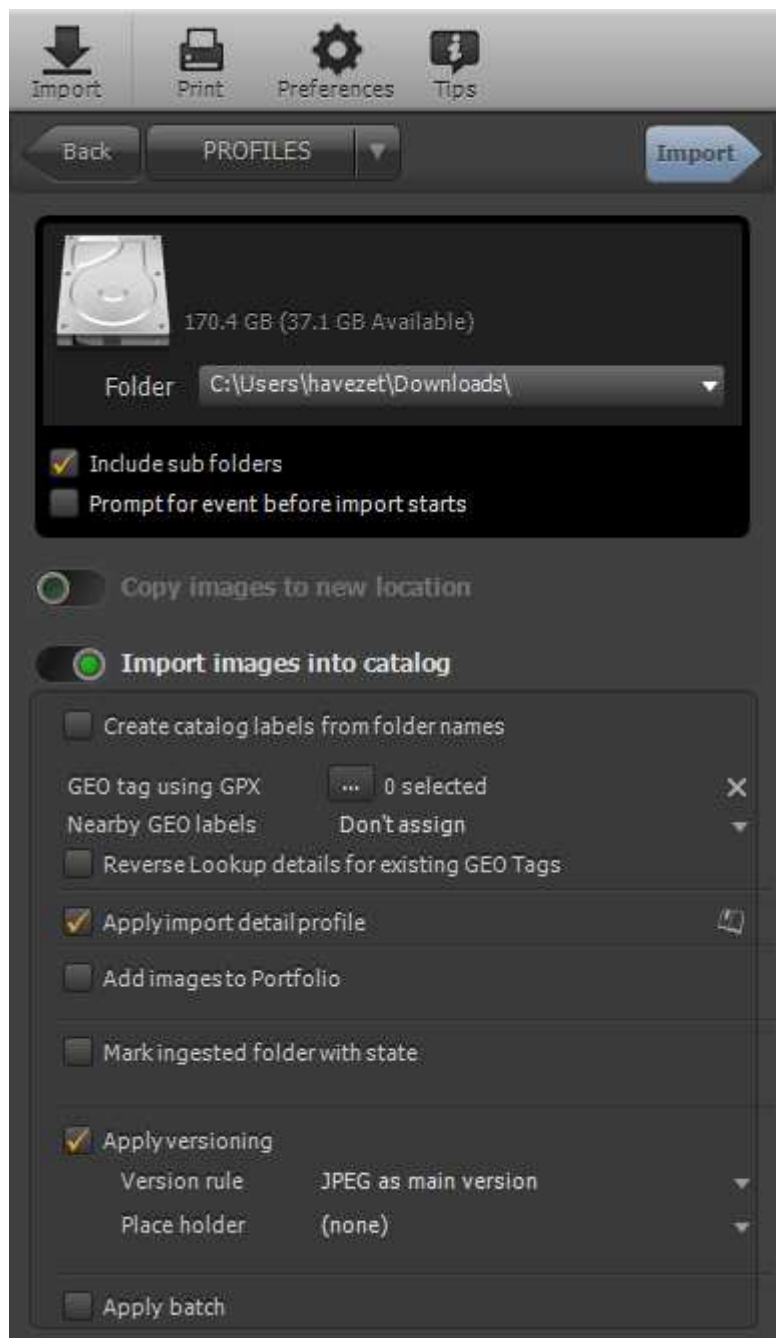 Import Print Preferences Tips
Back PROFILES Import
170.4 GB (37.1 GB Available)
Folder C:\Users\havezet\Downloads\
Include sub folders
Prompt for event before import starts
Copy images to new location
Import images into catalog
Create catalog labels from folder names
GEO tag using GPX ... 0 selected
Nearby GEO labels Don't assign
Reverse Lookup details for existing GEO Tags
Apply import detail profile
Add images to Portfolio
Mark ingested folder with state
Apply versioning
Version rule JPEG as main version
Place holder (none)
Apply batch